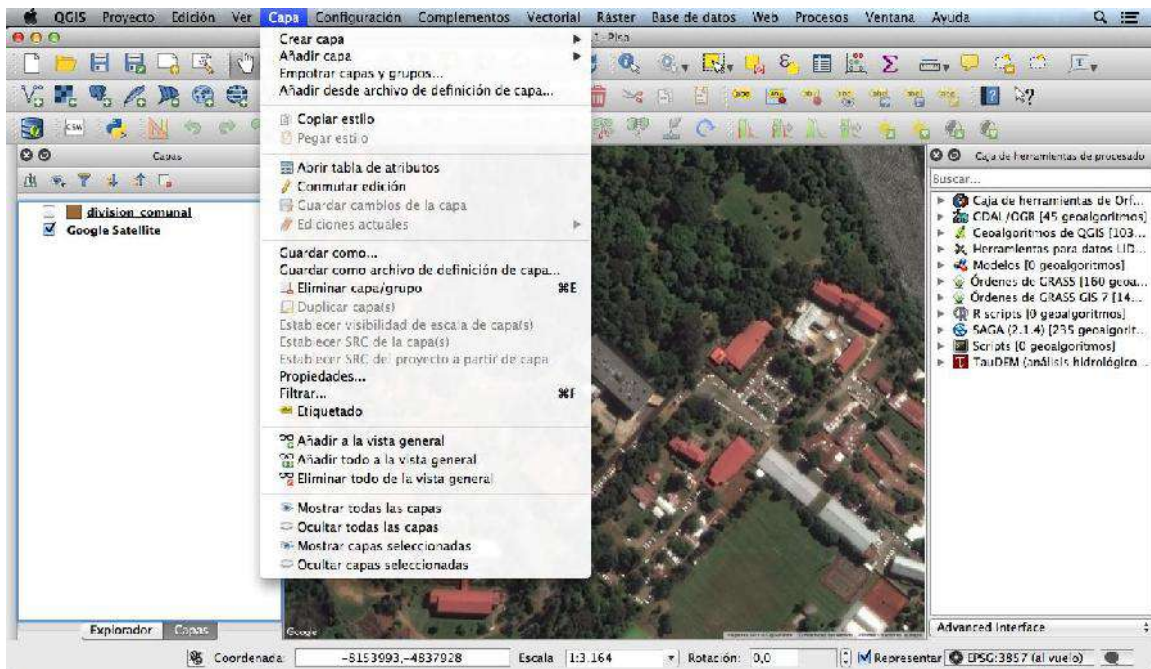 QGIS Proyecto Edición Ver Capa Configuración Complementos Vectorial Ráster Base de datos Web Procesos Ventana Ayuda
Crear capa
Añadir capa
Empotrar capas y grupos...
Añadir desde archivo de definición de capa...
Copiar estilo
Pegar estilo
Abrir tabla de atributos
Conmutar edición
Guardar cambios de la capa
Ediciones actuales
Guardar como...
Guardar como archivo de definición de capa...
Eliminar capa/grupo ⌘E
Duplicar capa(s)
Establecer visibilidad de escala de capa(s)
Establecer SRC de la capa(s)
Establecer SRC del proyecto a partir de capa
Propiedades...
Filtrar... ⌘F
Etiquetado
Añadir a la vista general
Añadir todo a la vista general
Eliminar todo de la vista general
Mostrar todas las capas
Ocultar todas las capas
Mostrar capas seleccionadas
Ocultar capas seleccionadas
CSW
Capas
division_comunal
Google Satellite
Explorador Capas
Google
Caja de herramientas de procesado
Buscar...
Caja de herramientas de Orf...
GDAL/OGR [45 geoalgoritmos]
Geoalgoritmos de QGIS [103...
Herramientas para datos LID...
Modelos [0 geoalgoritmos]
Órdenes de GRASS [160 geoa...
Órdenes de GRASS GIS 7 [14...
R scripts [0 geoalgoritmos]
SAGA (2.1.4) [235 geoalgorit...
Scripts [0 geoalgoritmos]
TauDEM (análisis hidrológico ...
Advanced Interface
Coordenada: -8153993,-4837928 Escala 1:3.164 Rotación: 0,0 Representar EPSG:3857 (al vuelo)